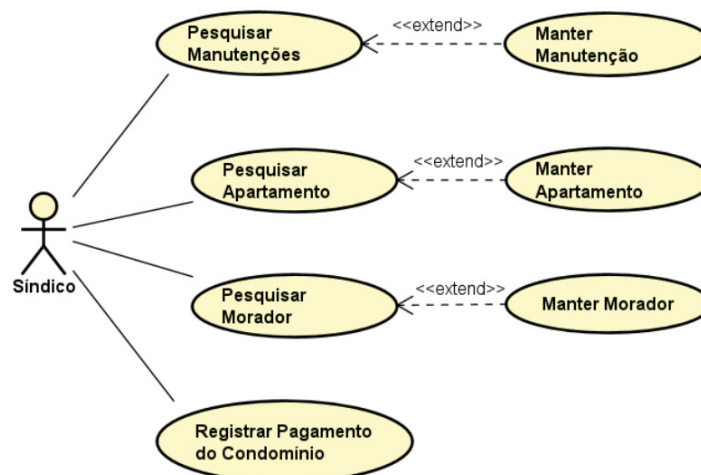 Pesquisar
Manutenções
<<extend>>
Manter
Manutenção
Pesquisar
Apartamento
<<extend>>
Manter
Apartamento
Síndico
Pesquisar
Morador
<<extend>>
Manter Morador
Registrar Pagamento
do Condomínio